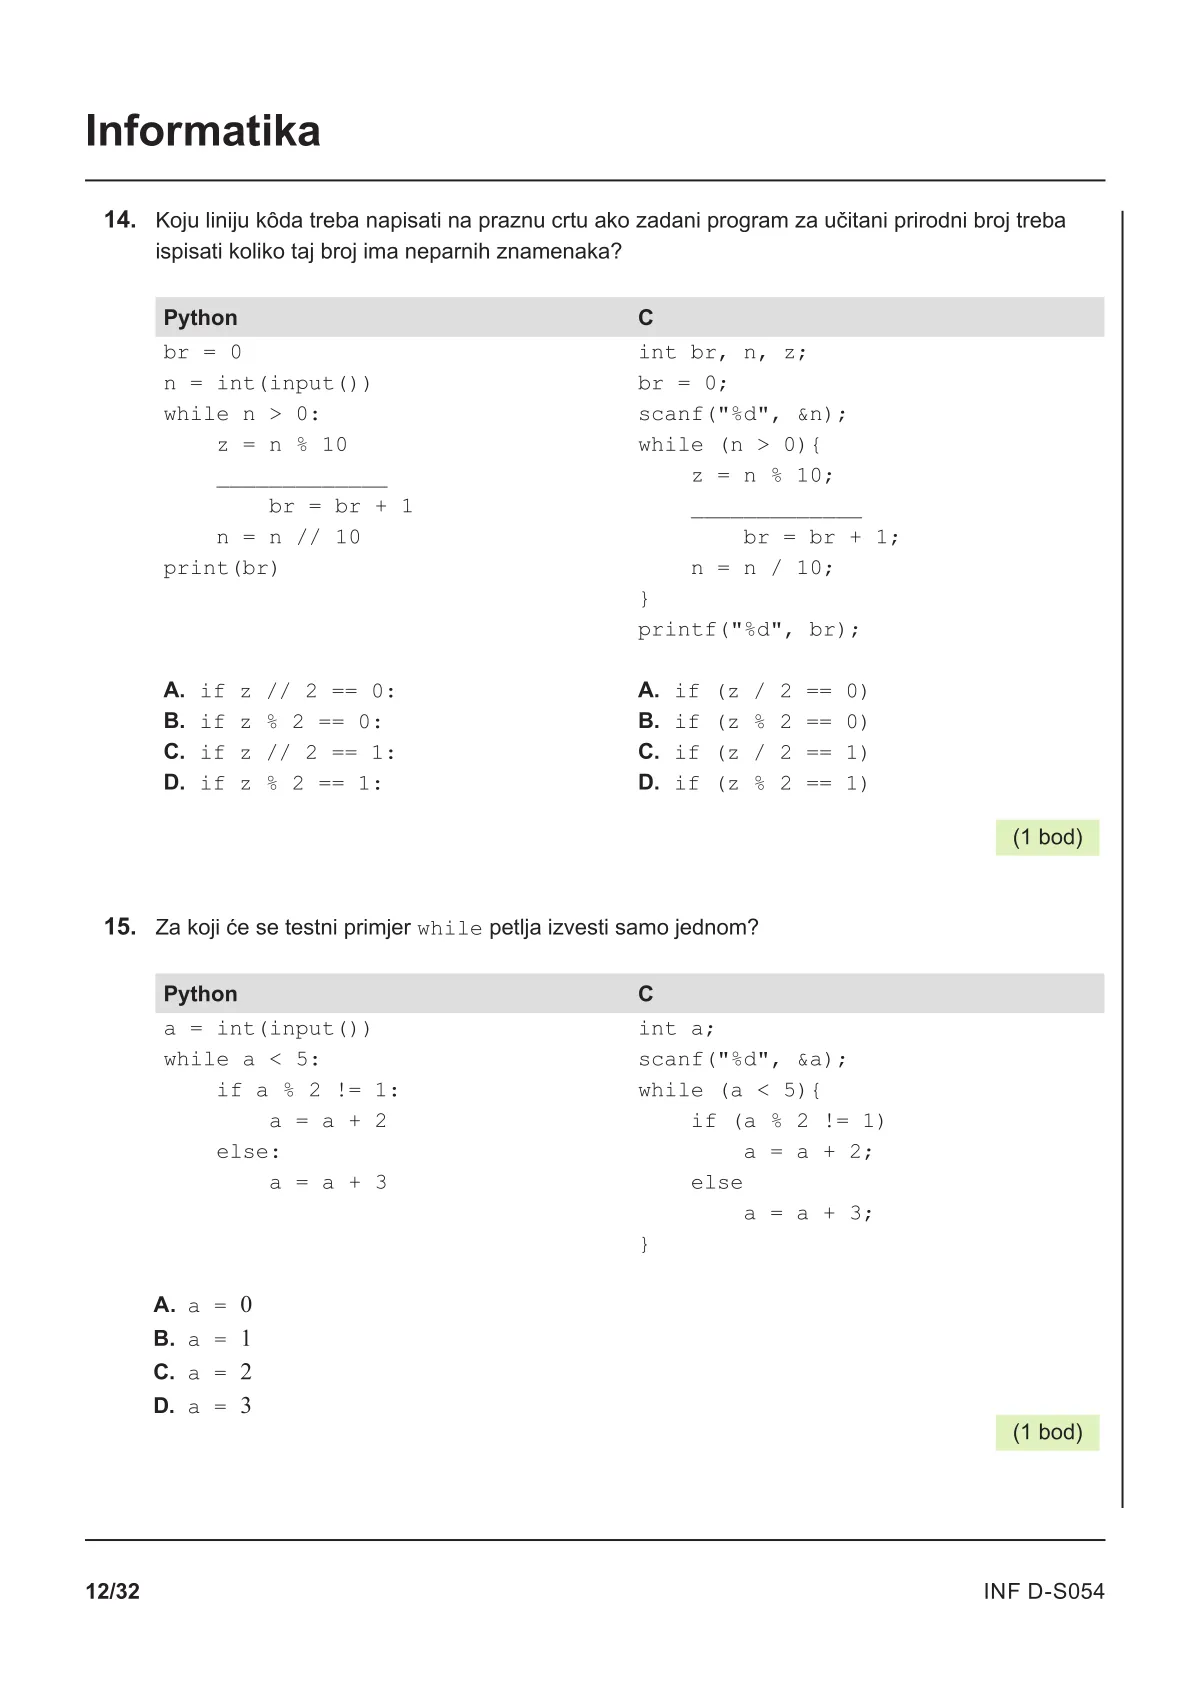 Informatika
14. Koju liniju kôda treba napisati na praznu crtu ako zadani program za učitani prirodni broj treba
ispisati koliko taj broj ima neparnih znamenaka?
Python
br = 0
n = int(input())
while n > 0:
    z = n % 10
    _____________
        br = br + 1
    n = n // 10
print(br)
C
int br, n, z;
br = 0;
scanf("%d", &n);
while (n > 0){
    z = n % 10;
    _____________
        br = br + 1;
    n = n / 10;
}
printf("%d", br);
A. if z // 2 == 0:
B. if z % 2 == 0:
C. if z // 2 == 1:
D. if z % 2 == 1:
A. if (z / 2 == 0)
B. if (z % 2 == 0)
C. if (z / 2 == 1)
D. if (z % 2 == 1)
(1 bod)
15. Za koji će se testni primjer while petlja izvesti samo jednom?
Python
a = int(input())
while a < 5:
    if a % 2 != 1:
        a = a + 2
    else:
        a = a + 3
C
int a;
scanf("%d", &a);
while (a < 5){
    if (a % 2 != 1)
        a = a + 2;
    else
        a = a + 3;
}
A. a = 0
B. a = 1
C. a = 2
D. a = 3
(1 bod)
12/32
INF D-S054